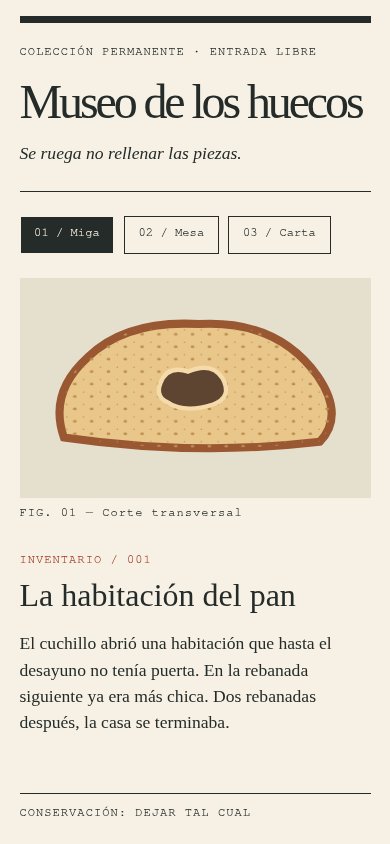 COLECCIÓN PERMANENTE · ENTRADA LIBRE
Museo de los huecos
Se ruega no rellenar las piezas.
01 / Miga
02 / Mesa
03 / Carta
FIG. 01 — Corte transversal
INVENTARIO / 001
La habitación del pan
El cuchillo abrió una habitación que hasta el
desayuno no tenía puerta. En la rebanada
siguiente ya era más chica. Dos rebanadas
después, la casa se terminaba.
CONSERVACIÓN: DEJAR TAL CUAL